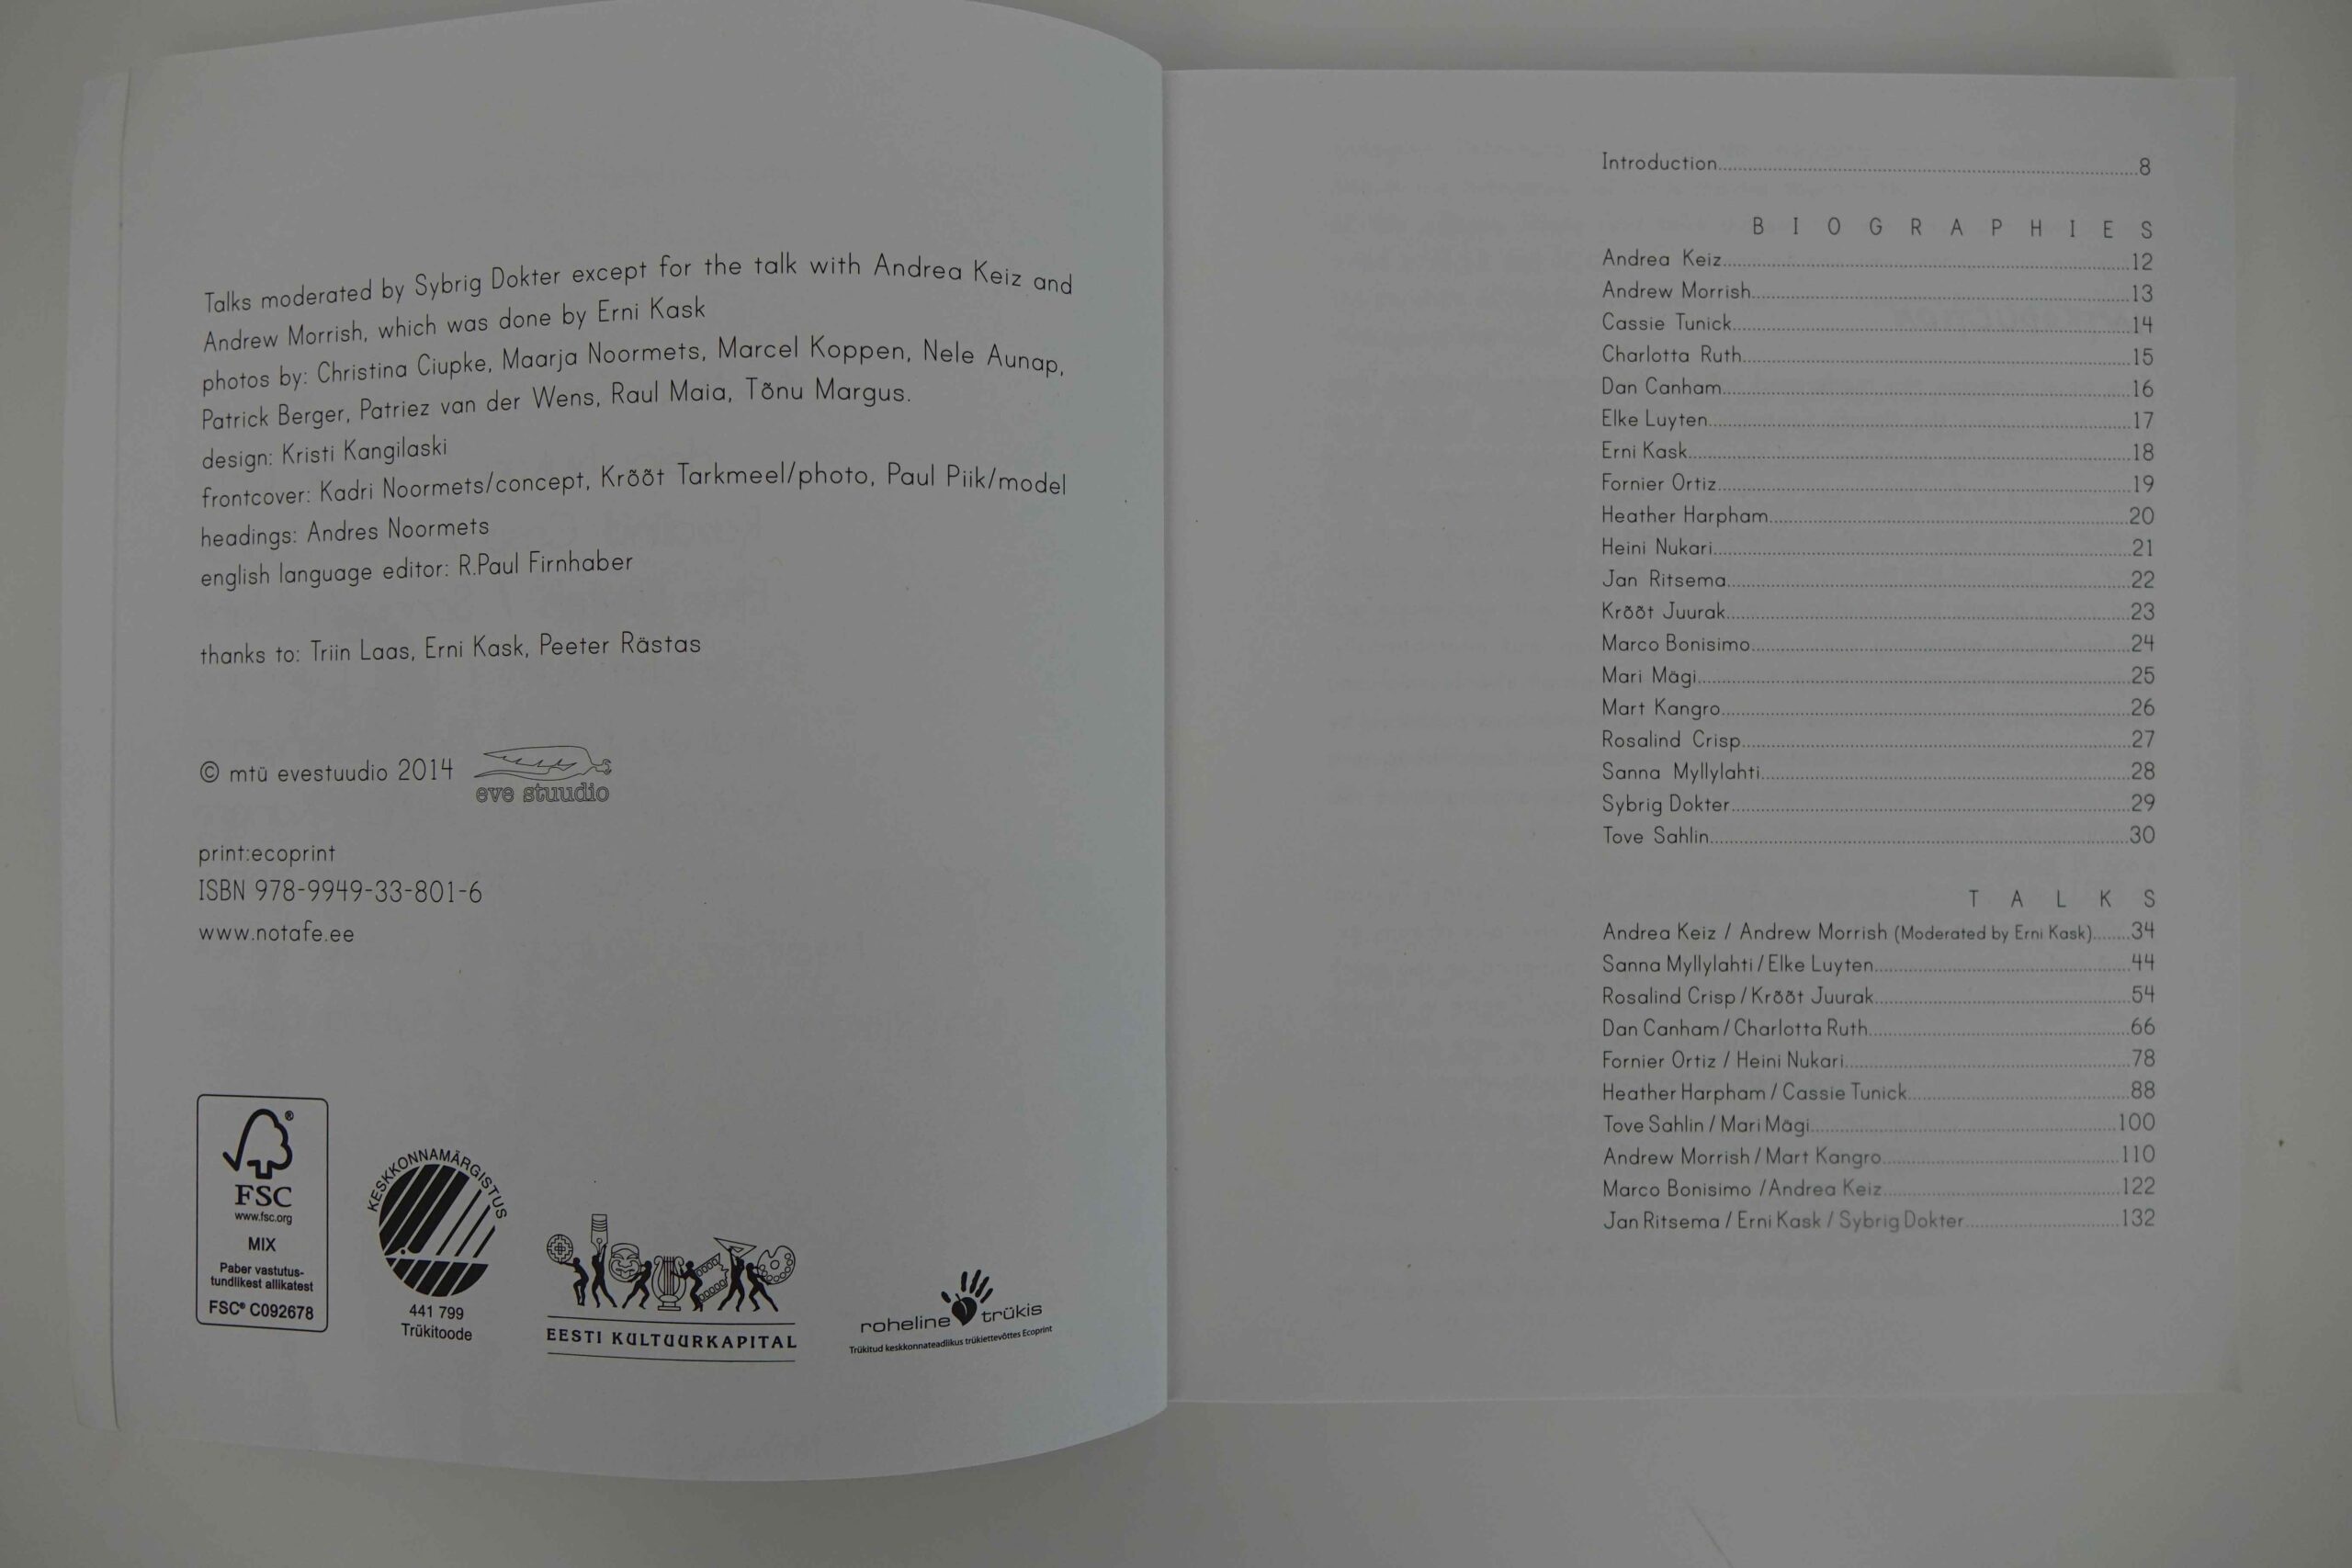 Talks moderated by Sybrig Dokter except for the talk with Andrea Keiz and
Andrew Morrish, which was done by Erni Kask
photos by: Christina Ciupke, Maarja Noormets, Marcel Koppen, Nele Aunap,
Patrick Berger, Patriez van der Wens, Raul Maia, Tõnu Margus.
design: Kristi Kangilaski
frontcover: Kadri Noormets/concept, Krõõt Tarkmeel/photo, Paul Piik/model
headings: Andres Noormets
english language editor: R.Paul Firnhaber
thanks to: Triin Laas, Erni Kask, Peeter Rästas
© mtü evestuudio 2014
eve stuudio
print:ecoprint
ISBN 978-9949-33-801-6
www.notafe.ee
®
FSC
www.fsc.org
MIX
Paber vastutus-
tundlikest allikatest
FSC® C092678
KESKKONNAMÄRGISTUS
441 799
Trükitoode
EESTI KULTUURKAPITAL
roheline trükis
Trükitud keskkonnateadlikus trükiettevõttes Ecoprint
Introduction........8
B I O G R A P H I E S
Andrea Keiz........12
Andrew Morrish........13
Cassie Tunick........14
Charlotta Ruth........15
Dan Canham........16
Elke Luyten........17
Erni Kask........18
Fornier Ortiz........19
Heather Harpham........20
Heini Nukari........21
Jan Ritsema........22
Krõõt Juurak........23
Marco Bonisimo........24
Mari Mägi........25
Mart Kangro........26
Rosalind Crisp........27
Sanna Myllylahti........28
Sybrig Dokter........29
Tove Sahlin........30
T A L K S
Andrea Keiz / Andrew Morrish (Moderated by Erni Kask)........34
Sanna Myllylahti / Elke Luyten........44
Rosalind Crisp / Krõõt Juurak........54
Dan Canham / Charlotta Ruth........66
Fornier Ortiz / Heini Nukari........78
Heather Harpham / Cassie Tunick........88
Tove Sahlin / Mari Mägi........100
Andrew Morrish / Mart Kangro........110
Marco Bonisimo /Andrea Keiz........122
Jan Ritsema / Erni Kask / Sybrig Dokter........132